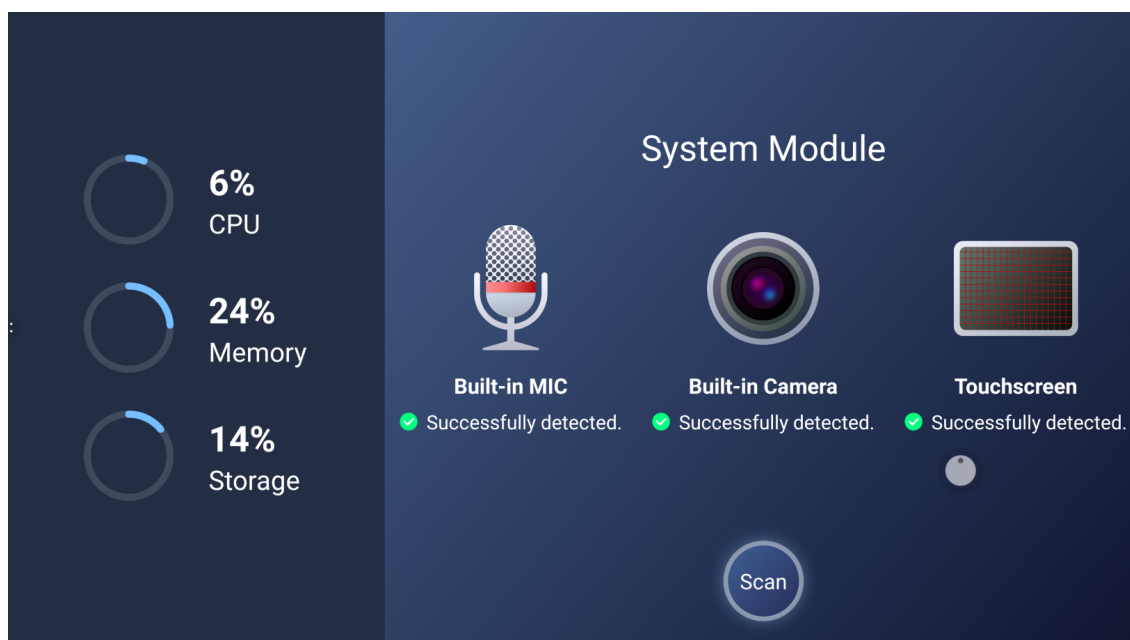 6%
CPU
24%
Memory
14%
Storage
System Module
Built-in MIC
Successfully detected.
Built-in Camera
Successfully detected.
Touchscreen
Successfully detected.
Scan